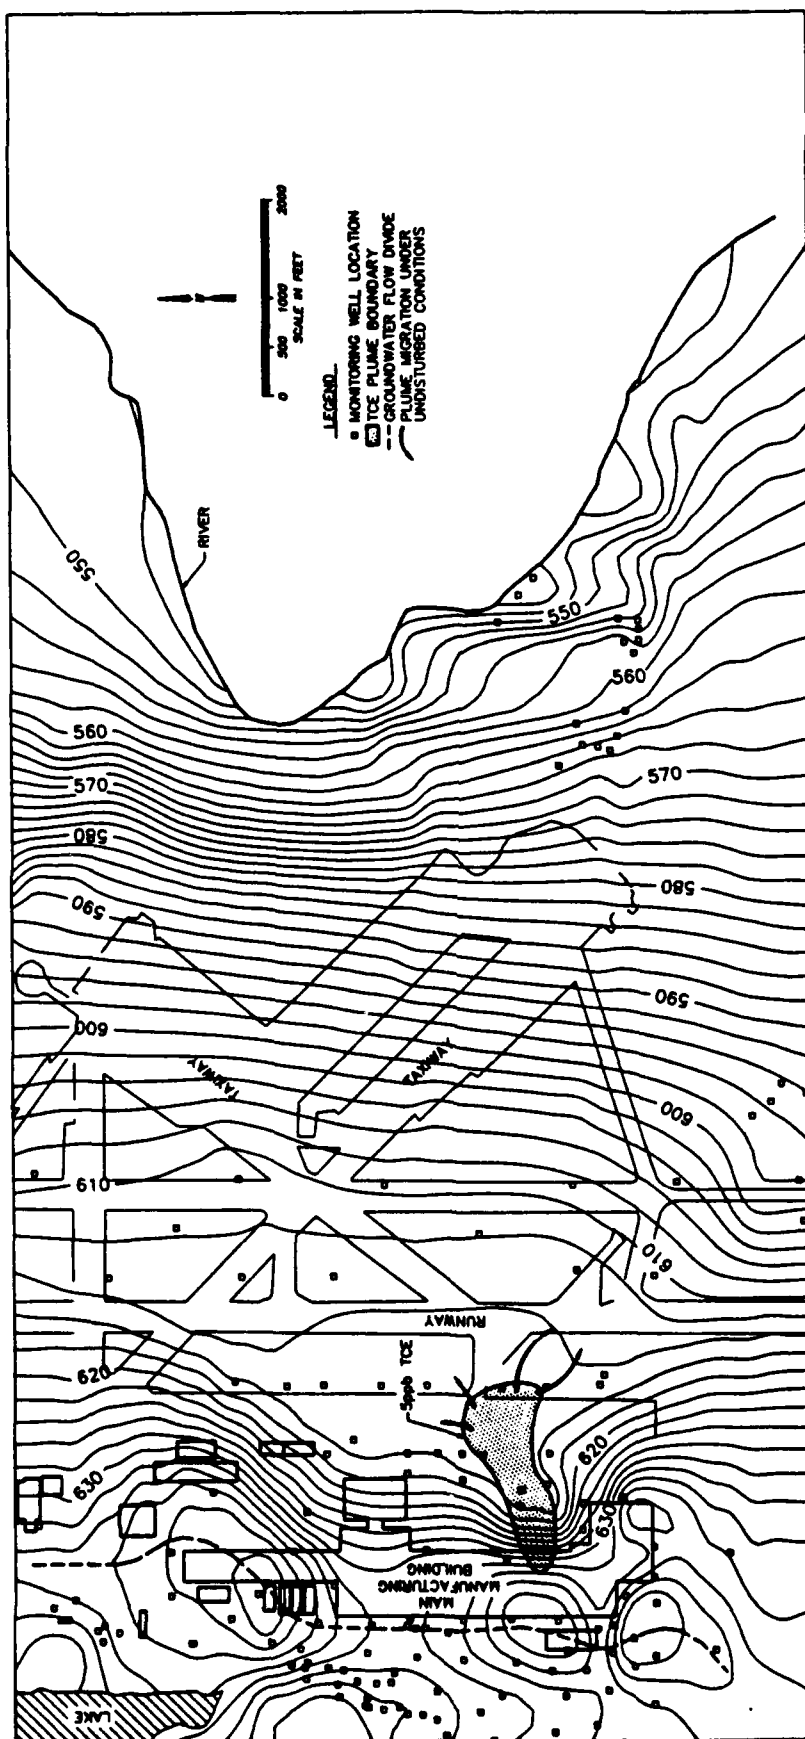 0 500 1000 2000
SCALE IN FEET
LEGEND
MONITORING WELL LOCATION
TCE PLUME BOUNDARY
GROUNDWATER FLOW DIVIDE
PLUME MIGRATION UNDER
UNDISTURBED CONDITIONS
RIVER
550
550
560
560
570
570
580
580
590
590
600
600
TAXIWAY
TAXIWAY
610
610
RUNWAY
5ppb TCE
620
620
630
630
MAIN
MANUFACTURING
BUILDING
LAKE